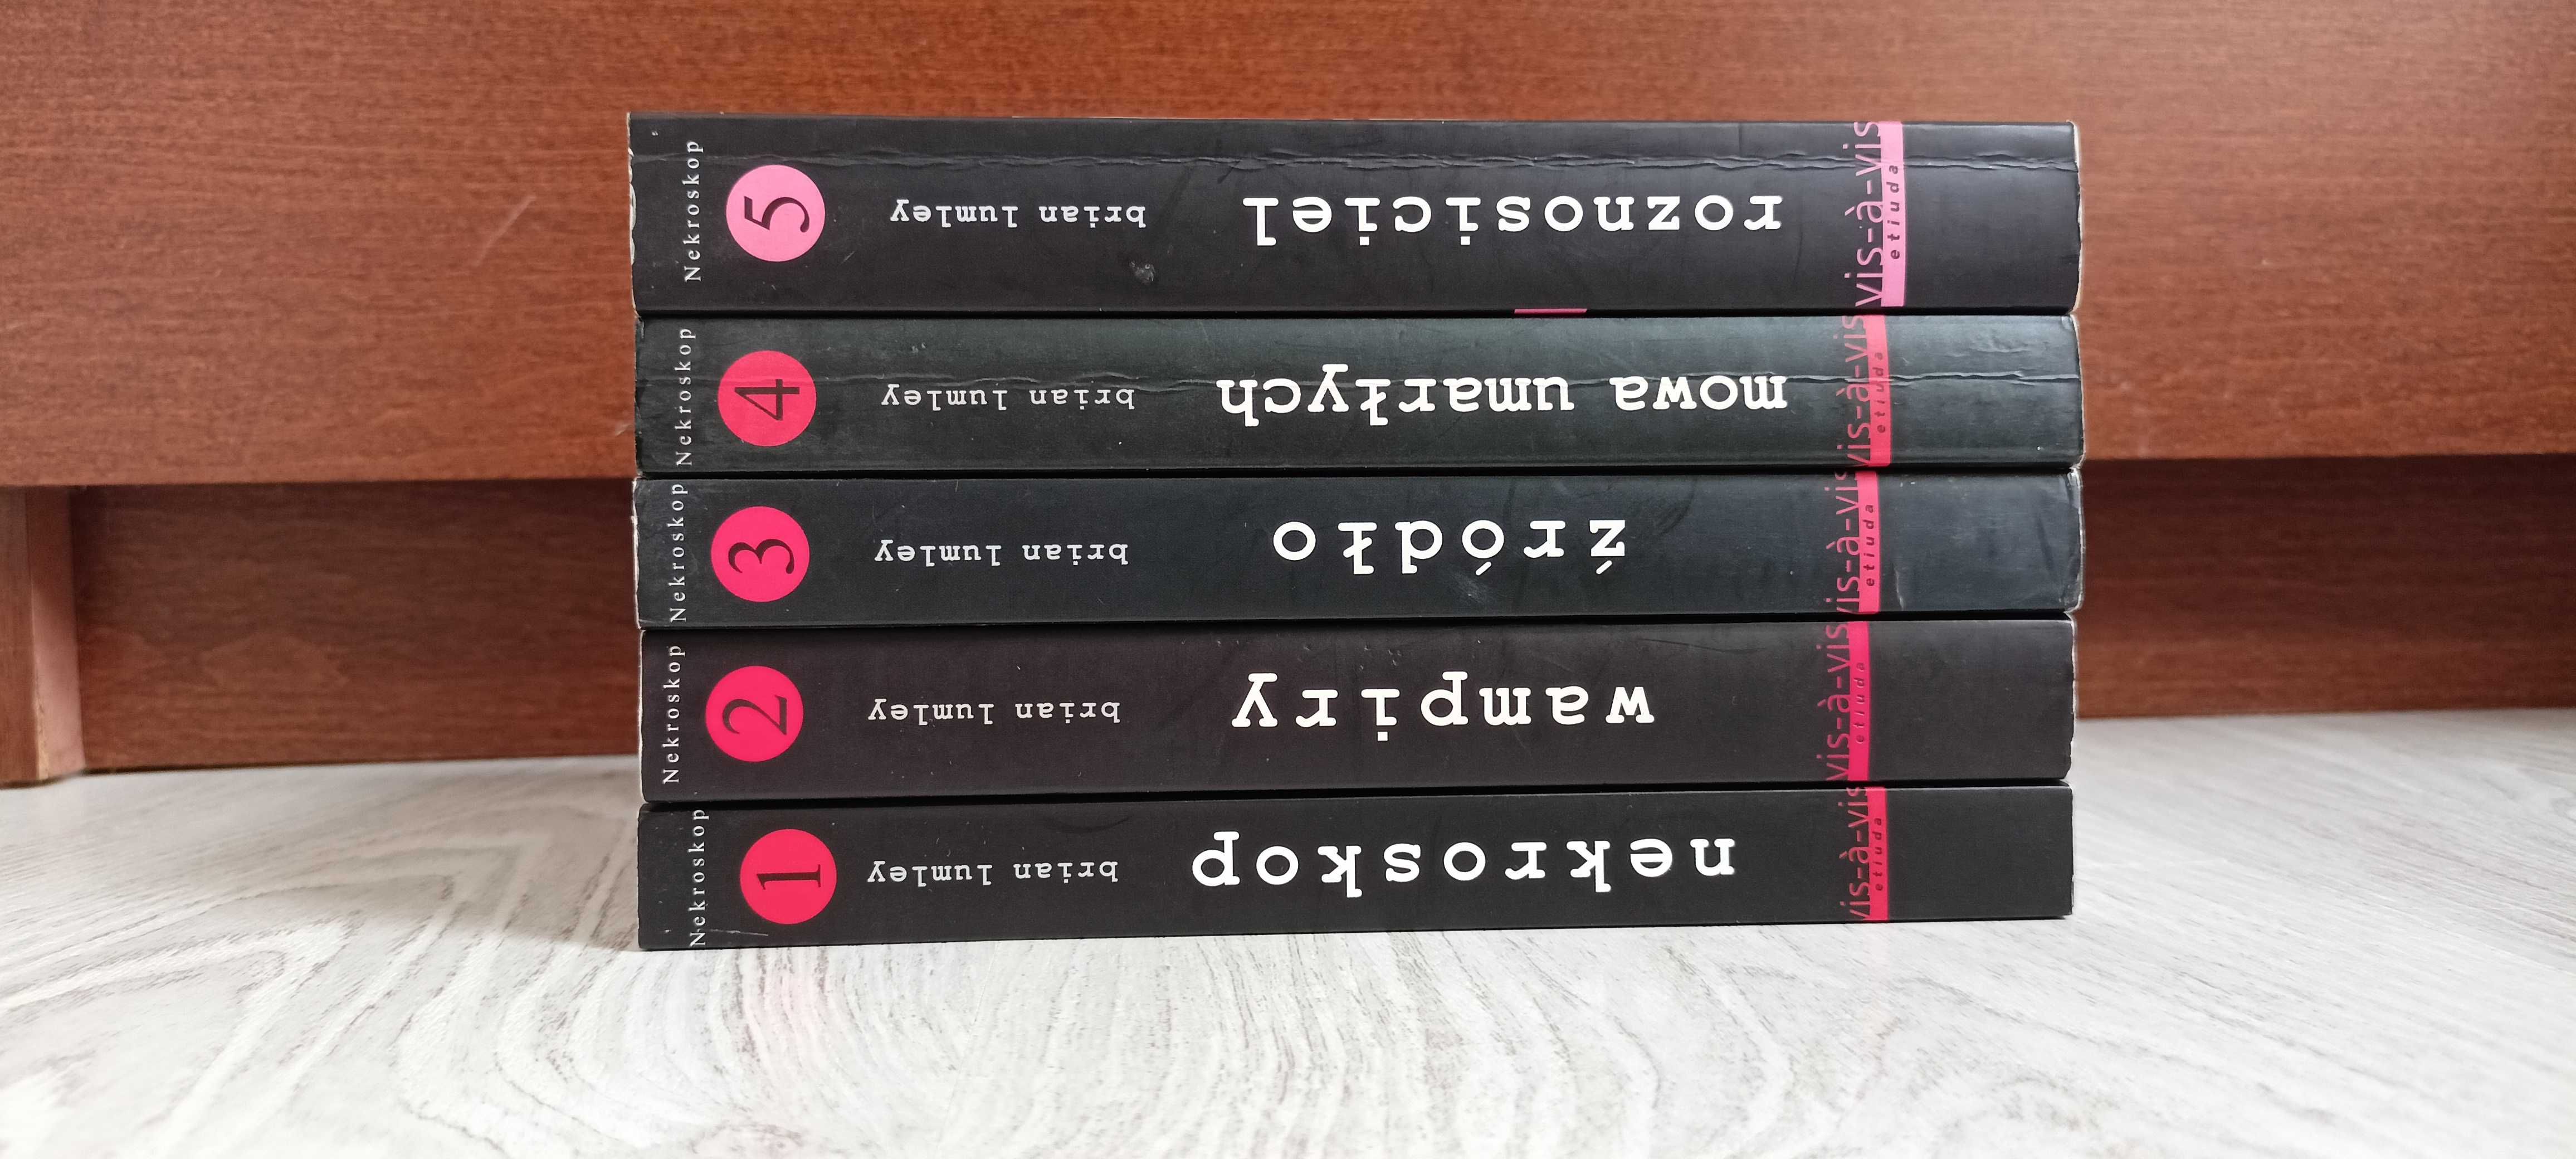 Nekroskop
5
brian lumley
roznosiciel
vis-à-vis
etiuda
Nekroskop
4
brian lumley
mowa umarłych
vis-à-vis
etiuda
Nekroskop
3
brian lumley
źródło
vis-à-vis
etiuda
Nekroskop
2
brian lumley
wampiry
vis-à-vis
etiuda
Nekroskop
1
brian lumley
nekroskop
vis-à-vis
etiuda